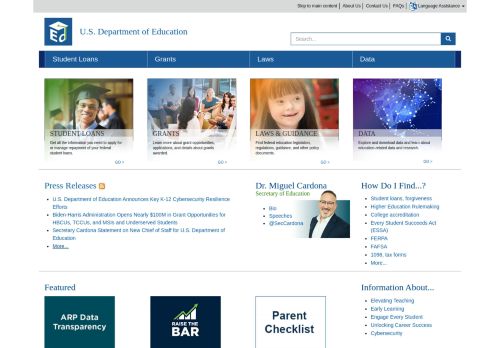 Skip to main content | About Us | Contact Us | FAQs | Language Assistance
U.S. Department of Education
Search...
Student Loans
Grants
Laws
Data
STUDENT LOANS
Get all the information you need to apply for
or manage repayment of your federal
student loans.
GO >
GRANTS
Learn more about grant opportunities,
applications, and details about grants
awarded.
GO >
LAWS & GUIDANCE
Find federal education legislation,
regulations, guidance, and other policy
documents.
GO >
DATA
Explore and download data and learn about
education-related data and research.
GO >
Press Releases
U.S. Department of Education Announces Key K-12 Cybersecurity Resilience
Efforts
Biden-Harris Administration Opens Nearly $100M in Grant Opportunities for
HBCUs, TCCUs, and MSIs and Underserved Students
Secretary Cardona Statement on New Chief of Staff for U.S. Department of
Education
More...
Dr. Miguel Cardona
Secretary of Education
Bio
Speeches
@SecCardona
How Do I Find...?
Student loans, forgiveness
Higher Education Rulemaking
College accreditation
Every Student Succeeds Act
(ESSA)
FERPA
FAFSA
1098, tax forms
More...
Featured
ARP Data
Transparency
RAISE THE
BAR
Parent
Checklist
Information About...
Elevating Teaching
Early Learning
Engage Every Student
Unlocking Career Success
Cybersecurity